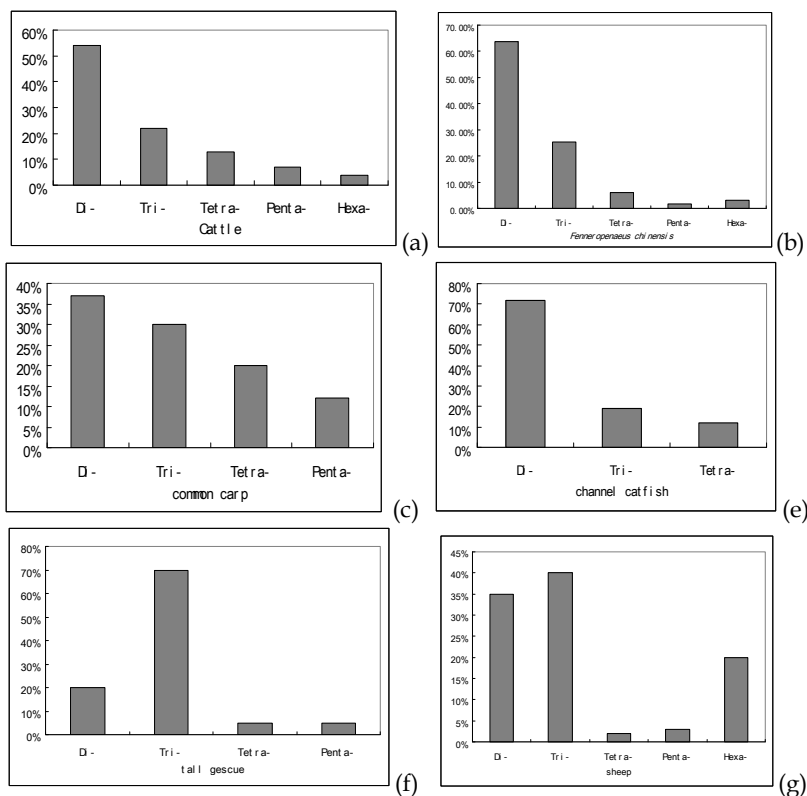 60%
50%
40%
30%
20%
10%
0%
Di- Tri- Tetra- Penta- Hexa-
Cattle
(a)
70.00%
60.00%
50.00%
40.00%
30.00%
20.00%
10.00%
0.00%
Di- Tri- Tetra- Penta- Hexa-
Fenneropenaeus chinensis
(b)
40%
35%
30%
25%
20%
15%
10%
5%
0%
Di- Tri- Tetra- Penta-
common carp
(c)
80%
70%
60%
50%
40%
30%
20%
10%
0%
Di- Tri- Tetra-
channel catfish
(e)
80%
70%
60%
50%
40%
30%
20%
10%
0%
Di- Tri- Tetra- Penta-
tall gescue
(f)
45%
40%
35%
30%
25%
20%
15%
10%
5%
0%
Di- Tri- Tetra- Penta- Hexa-
sheep
(g)